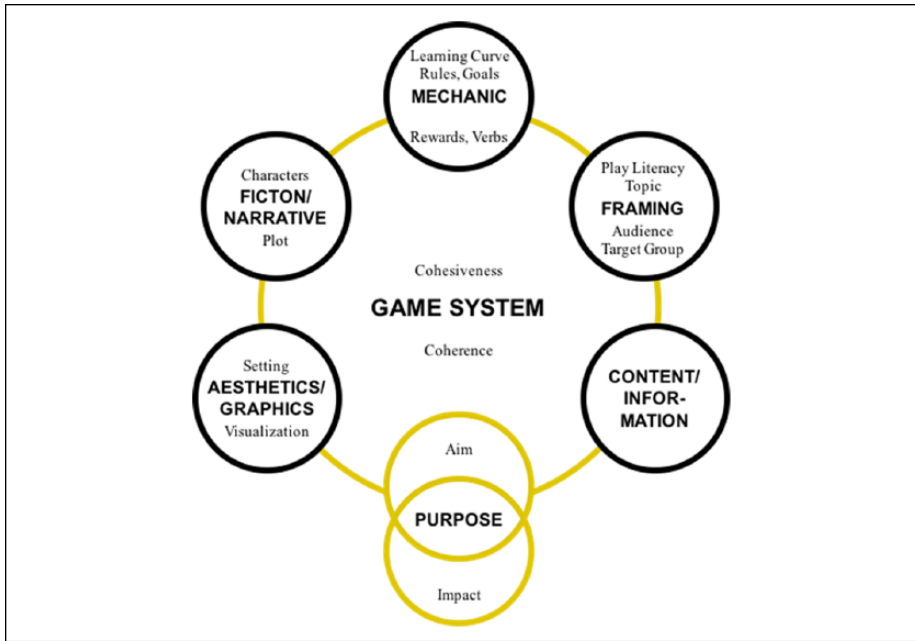 Learning Curve
Rules, Goals
MECHANIC
Rewards, Verbs
Characters
FICTON/
NARRATIVE
Plot
Play Literacy
Topic
FRAMING
Audience
Target Group
Cohesiveness
GAME SYSTEM
Coherence
Setting
AESTHETICS/
GRAPHICS
Visualization
CONTENT/
INFOR-
MATION
Aim
PURPOSE
Impact